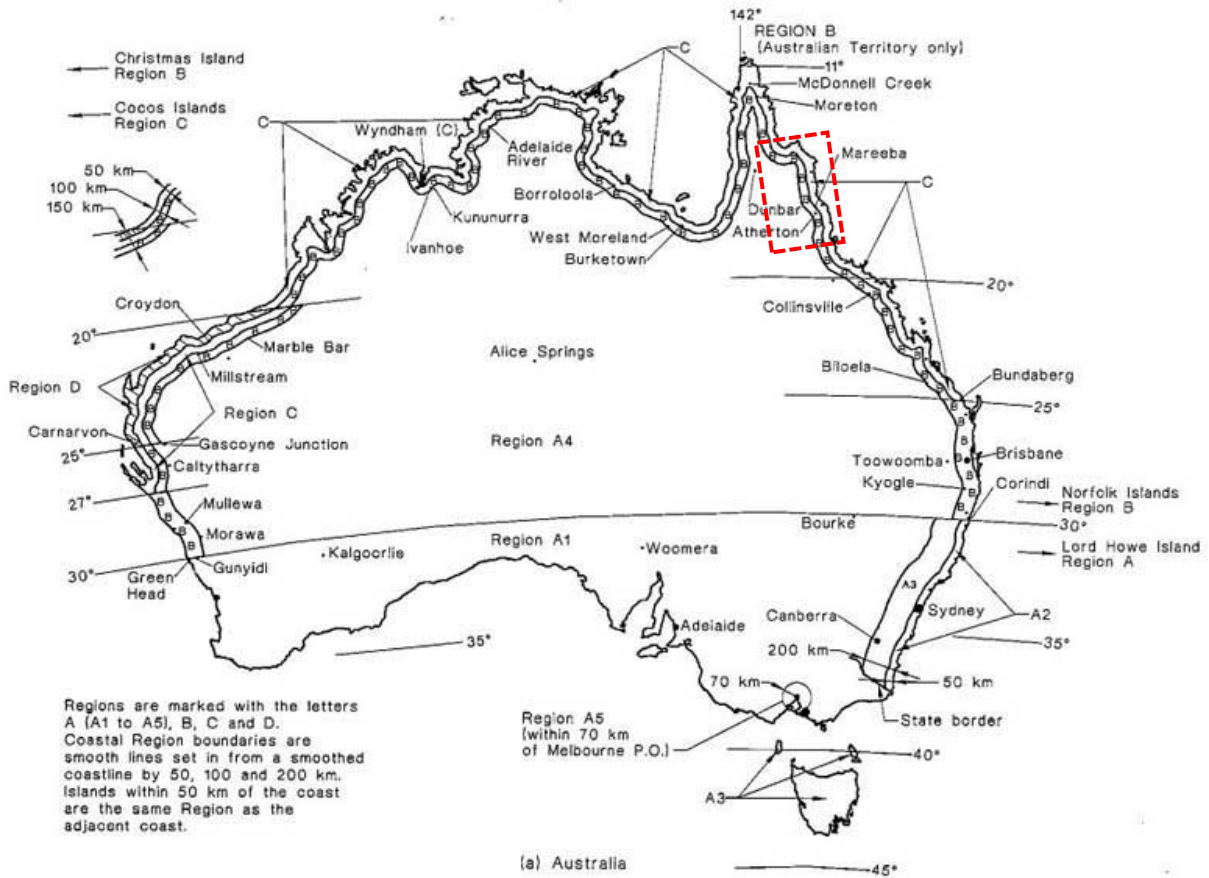 142°
REGION B
(Australian Territory only)
11°
C
McDonnell Creek
Moreton
Christmas Island
Region B
Cocos Islands
Region C
C
Wyndham (C)
Adelaide
River
Mareeba
C
50 km
100 km
150 km
Borroloola
Kununurra
Dunbar
Atherton
Ivanhoe
West Moreland
Burketown
Croydon
20°
20°
Collinsville
Marble Bar
Alice Springs
Millstream
Region D
Biloela
Bundaberg
25°
Region C
Carnarvon
Gascoyne Junction
25°
Region A4
Caltytharra
Toowoomba
Brisbane
Kyogle
Corindi
27°
Mullewa
Norfolk Islands
Region B
Bourke
30°
Morawa
Region A1
Kalgoorlie
Woomera
Lord Howe Island
Region A
30°
Green
Head
Gunyidi
A3
Canberra
Sydney
A2
Adelaide
35°
35°
200 km
70 km
50 km
Regions are marked with the letters
A (A1 to A5), B, C and D.
Coastal Region boundaries are
smooth lines set in from a smoothed
coastline by 50, 100 and 200 km.
Islands within 50 km of the coast
are the same Region as the
adjacent coast.
Region A5
(within 70 km
of Melbourne P.O.)
State border
40°
A3
(a) Australia
45°
B